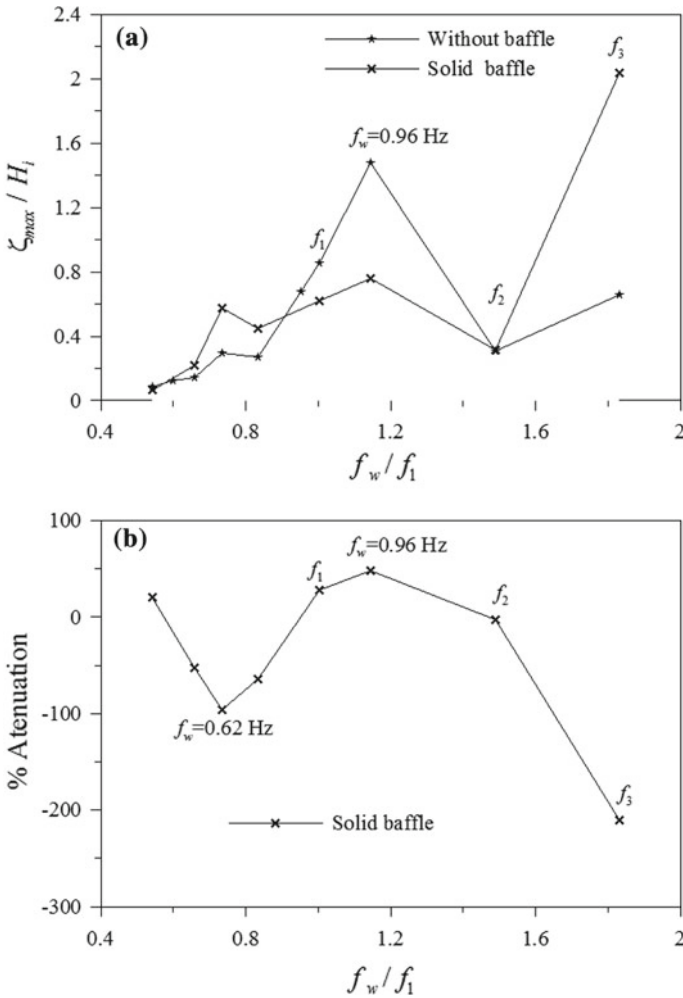 (a)
Without baffle
Solid baffle
2.4
2
1.6
1.2
0.8
0.4
0
ζmax / Hi
f1
fw=0.96 Hz
f2
f3
0.4
0.8
1.2
1.6
2
fw / f1
(b)
100
0
-100
-200
-300
% Atenuation
fw=0.62 Hz
f1
fw=0.96 Hz
f2
f3
Solid baffle
0.4
0.8
1.2
1.6
2
fw / f1